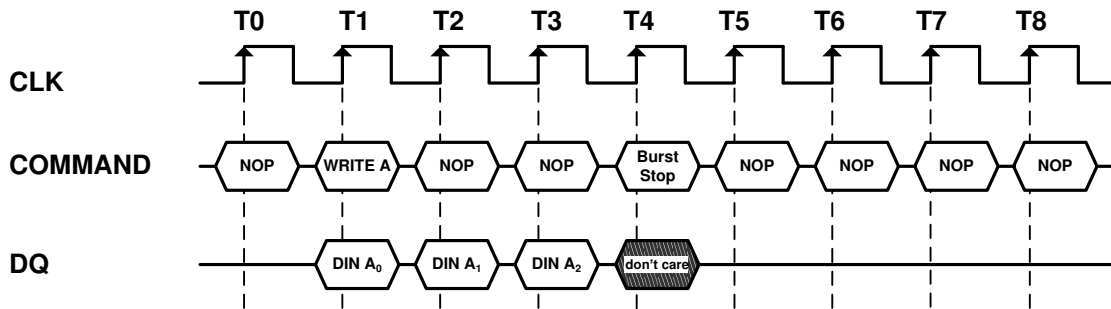 T0 T1 T2 T3 T4 T5 T6 T7 T8
CLK
COMMAND NOP WRITE A NOP NOP Burst Stop NOP NOP NOP NOP
DQ DIN A₀ DIN A₁ DIN A₂ don't care